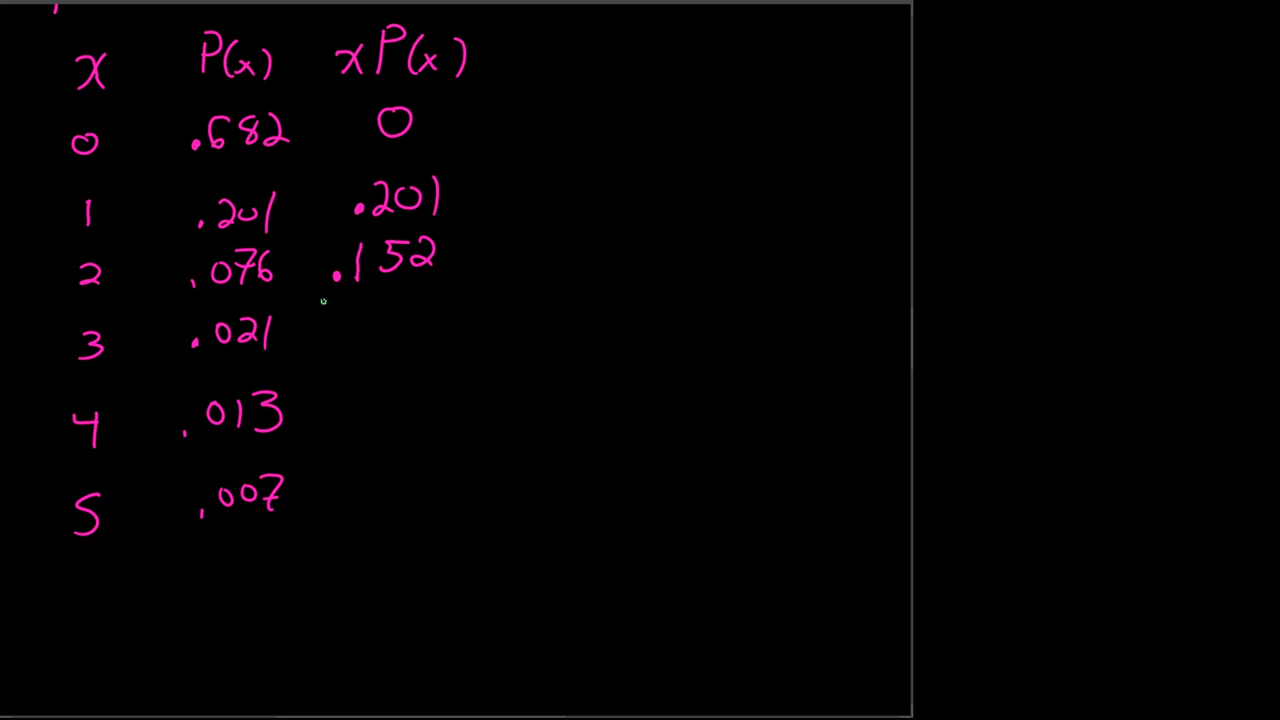 x P(x) xP(x)
0 .682 0
1 .201 .201
2 .076 .152
3 .021
4 .013
5 .007